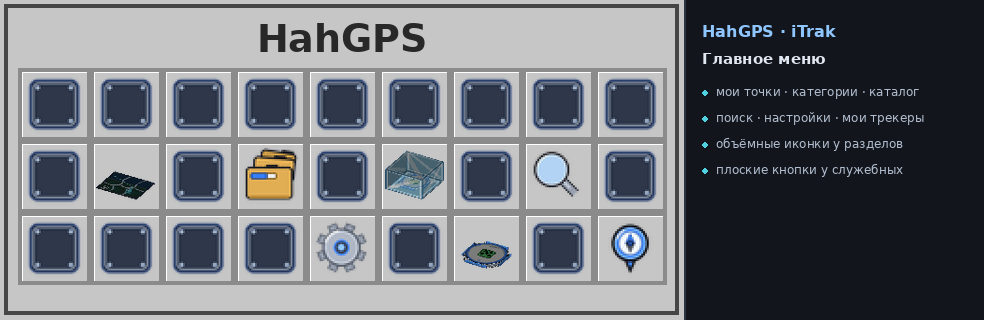 HahGPS
HahGPS · iTrak
Главное меню
мои точки · категории · каталог
поиск · настройки · мои трекеры
объёмные иконки у разделов
плоские кнопки у служебных